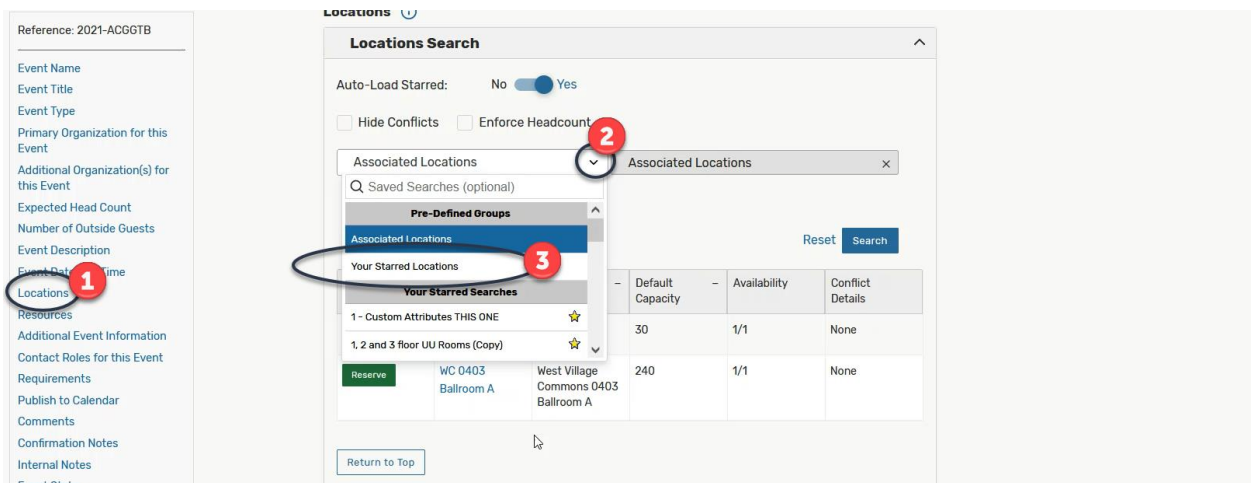 Reference: 2021-ACGGTB
Event Name
Event Title
Event Type
Primary Organization for this
Event
Additional Organization(s) for
this Event
Expected Head Count
Number of Outside Guests
Event Description
Event Date Time
1
Locations
Resources
Additional Event Information
Contact Roles for this Event
Requirements
Publish to Calendar
Comments
Confirmation Notes
Internal Notes
Locations
Locations Search
Auto-Load Starred: No Yes
Hide Conflicts Enforce Headcount
2
Associated Locations Associated Locations
Saved Searches (optional)
Pre-Defined Groups
Associated Locations
Your Starred Locations
3
Your Starred Searches
1 - Custom Attributes THIS ONE
1, 2 and 3 floor UU Rooms (Copy)
Reset Search
Default
Capacity
Availability
Conflict
Details
30 1/1 None
Reserve
WC 0403
Ballroom A
West Village
Commons 0403
Ballroom A
240 1/1 None
Return to Top